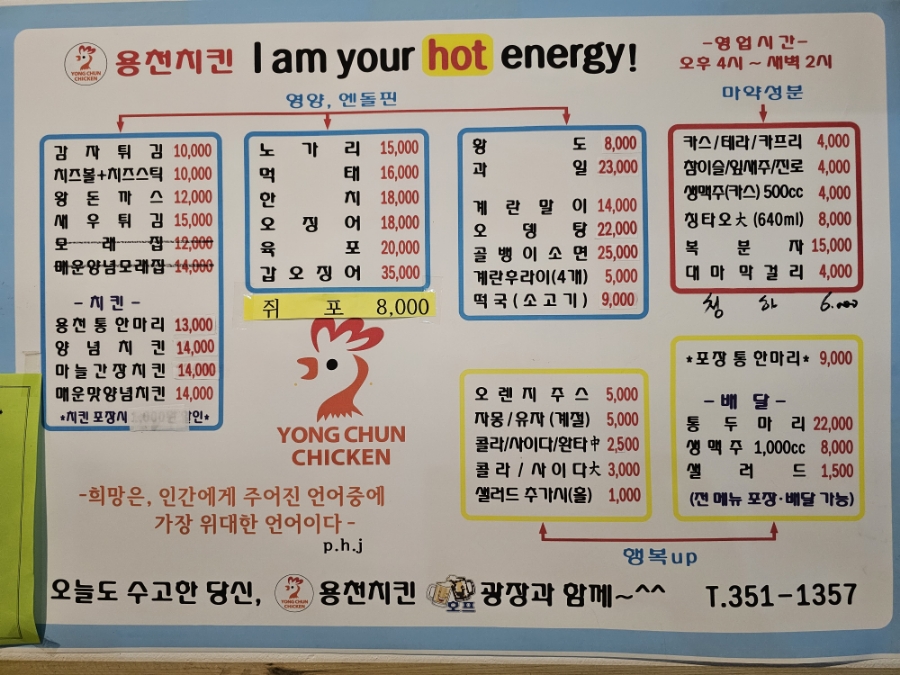 YONG CHUN
CHICKEN
용천치킨 I am your hot energy!
-영업시간-
오후 4시 ~ 새벽 2시
영양, 엔돌핀
마약성분
감자튀김 10,000
치즈볼+치즈스틱 10,000
왕돈까스 12,000
새우튀김 15,000
모래집 12,000
매운양념모래집 14,000
-치킨-
용천통안마리 13,000
양념치킨 14,000
마늘간장치킨 14,000
매운맛양념치킨 14,000
*치킨 포장시 할인*
노가리 15,000
먹태 16,000
안치 18,000
오징어 18,000
육포 20,000
갑오징어 35,000
쥐포 8,000
왕도 8,000
과일 23,000
계란말이 14,000
오뎅탕 22,000
골뱅이소면 25,000
계란후라이(4개) 5,000
떡국(소고기) 9,000
카스/테라/카프리 4,000
참이슬/잎새주/진로 4,000
생맥주(카스) 500cc 4,000
칭타오大 (640ml) 8,000
복분자 15,000
대마막걸리 4,000
청하 6.000
YONG CHUN
CHICKEN
-희망은, 인간에게 주어진 언어중에
가장 위대한 언어이다-
p.h.j
오렌지주스 5,000
자몽/유자(계절) 5,000
콜라/사이다/환타中 2,500
콜라/사이다大 3,000
샐러드 추가시(홀) 1,000
*포장통안마리* 9,000
-배달-
통두마리 22,000
생맥주 1,000cc 8,000
샐러드 1,500
(전메뉴 포장·배달 가능)
행복up
오늘도 수고한 당신, YONG CHUN CHICKEN 용천치킨 호프 광장과 함께~^^ T.351-1357